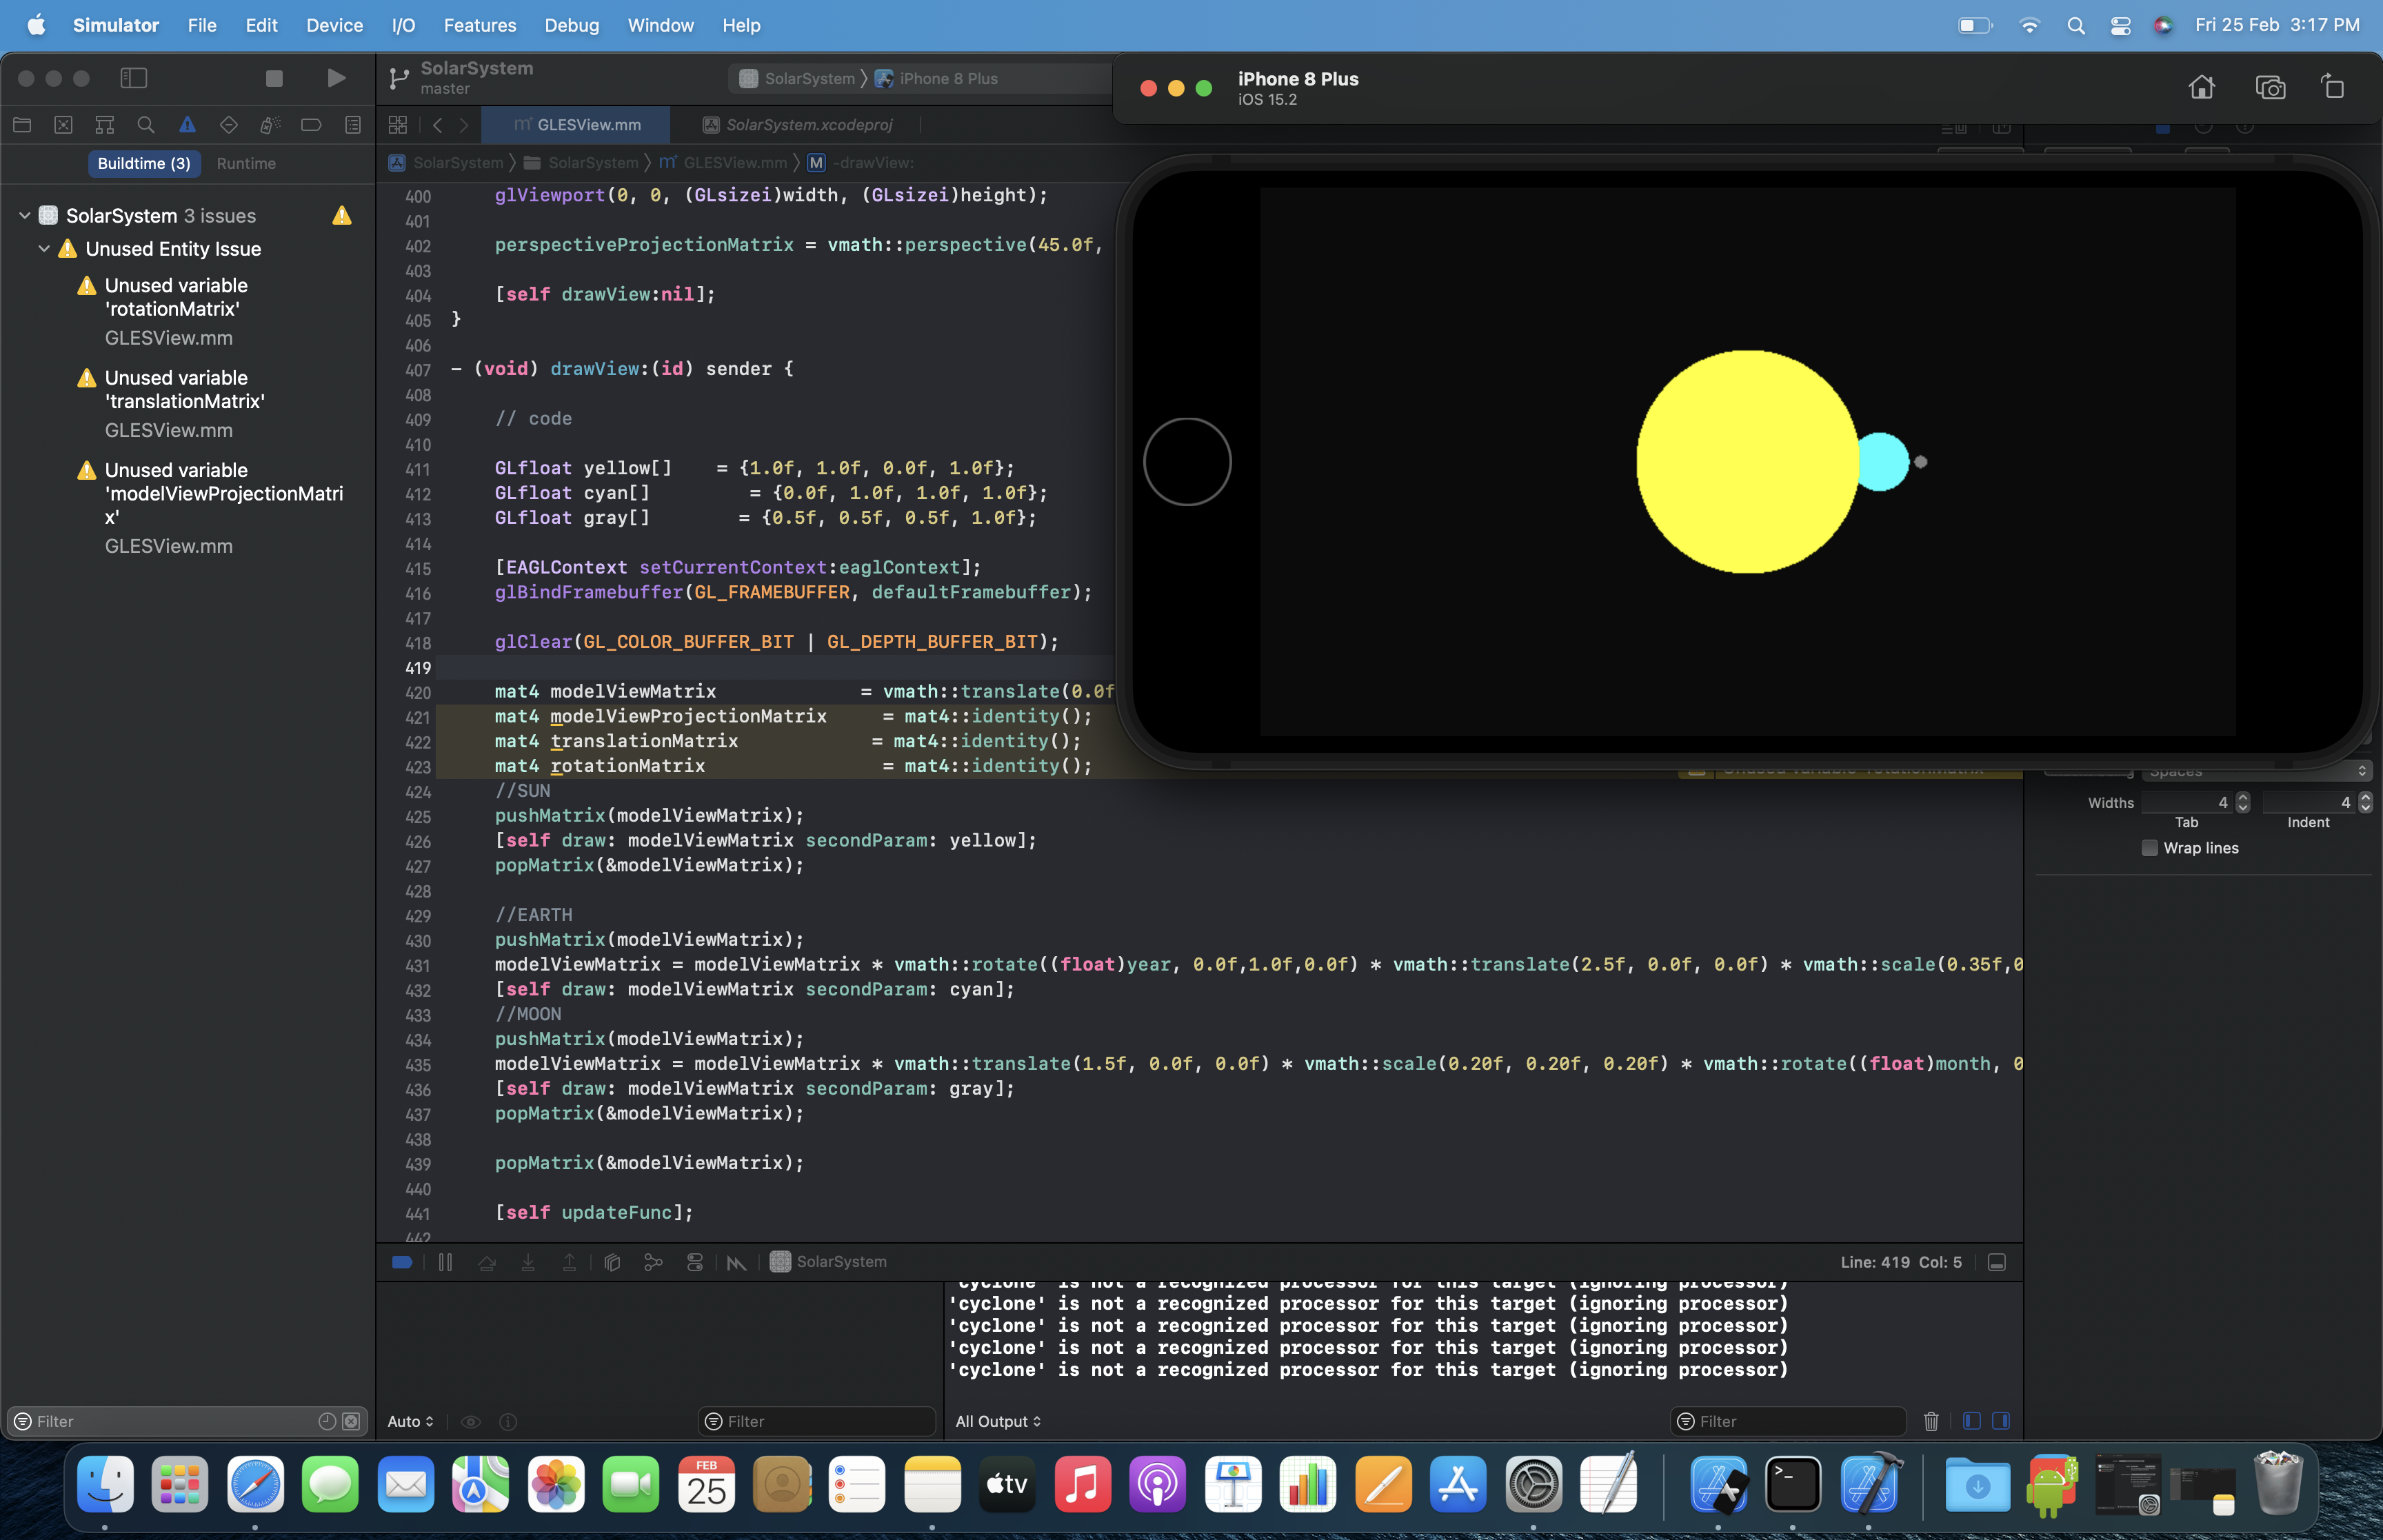 Simulator File Edit Device I/O Features Debug Window Help Fri 25 Feb 3:17 PM
SolarSystem
master
SolarSystem iPhone 8 Plus
iPhone 8 Plus
iOS 15.2
GLESView.mm SolarSystem.xcodeproj
Buildtime (3) Runtime
SolarSystem SolarSystem GLESView.mm M -drawView:
SolarSystem 3 issues
Unused Entity Issue
Unused variable
'rotationMatrix'
GLESView.mm
Unused variable
'translationMatrix'
GLESView.mm
Unused variable
'modelViewProjectionMatri
x'
GLESView.mm
400 glViewport(0, 0, (GLsizei)width, (GLsizei)height);
401
402 perspectiveProjectionMatrix = vmath::perspective(45.0f,
403
404 [self drawView:nil];
405 }
406
407 - (void) drawView:(id) sender {
408
409 // code
410
411 GLfloat yellow[] = {1.0f, 1.0f, 0.0f, 1.0f};
412 GLfloat cyan[] = {0.0f, 1.0f, 1.0f, 1.0f};
413 GLfloat gray[] = {0.5f, 0.5f, 0.5f, 1.0f};
414
415 [EAGLContext setCurrentContext:eaglContext];
416 glBindFramebuffer(GL_FRAMEBUFFER, defaultFramebuffer);
417
418 glClear(GL_COLOR_BUFFER_BIT | GL_DEPTH_BUFFER_BIT);
419
420 mat4 modelViewMatrix = vmath::translate(0.0f
421 mat4 modelViewProjectionMatrix = mat4::identity();
422 mat4 translationMatrix = mat4::identity();
423 mat4 rotationMatrix = mat4::identity();
424 //SUN
425 pushMatrix(modelViewMatrix);
426 [self draw: modelViewMatrix secondParam: yellow];
427 popMatrix(&modelViewMatrix);
428
429 //EARTH
430 pushMatrix(modelViewMatrix);
431 modelViewMatrix = modelViewMatrix * vmath::rotate((float)year, 0.0f,1.0f,0.0f) * vmath::translate(2.5f, 0.0f, 0.0f) * vmath::scale(0.35f,0
432 [self draw: modelViewMatrix secondParam: cyan];
433 //MOON
434 pushMatrix(modelViewMatrix);
435 modelViewMatrix = modelViewMatrix * vmath::translate(1.5f, 0.0f, 0.0f) * vmath::scale(0.20f, 0.20f, 0.20f) * vmath::rotate((float)month, 0
436 [self draw: modelViewMatrix secondParam: gray];
437 popMatrix(&modelViewMatrix);
438
439 popMatrix(&modelViewMatrix);
440
441 [self updateFunc];
442
Spaces
Widths 4 4
Tab Indent
Wrap lines
SolarSystem Line: 419 Col: 5
'cyclone' is not a recognized processor for this target (ignoring processor)
'cyclone' is not a recognized processor for this target (ignoring processor)
'cyclone' is not a recognized processor for this target (ignoring processor)
'cyclone' is not a recognized processor for this target (ignoring processor)
'cyclone' is not a recognized processor for this target (ignoring processor)
Filter Auto Filter All Output Filter
FEB
25
tv